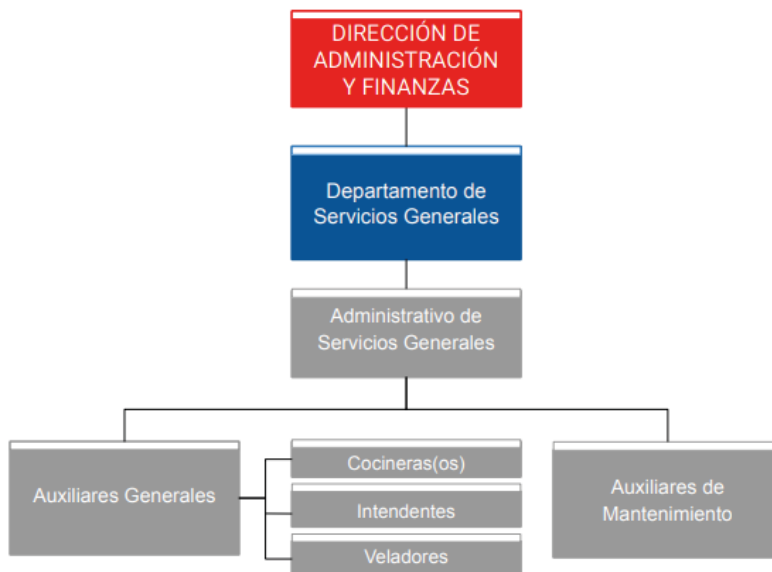 DIRECCIÓN DE
ADMINISTRACIÓN
Y FINANZAS
Departamento de
Servicios Generales
Administrativo de
Servicios Generales
Auxiliares Generales
Cocineras(os)
Intendentes
Veladores
Auxiliares de
Mantenimiento